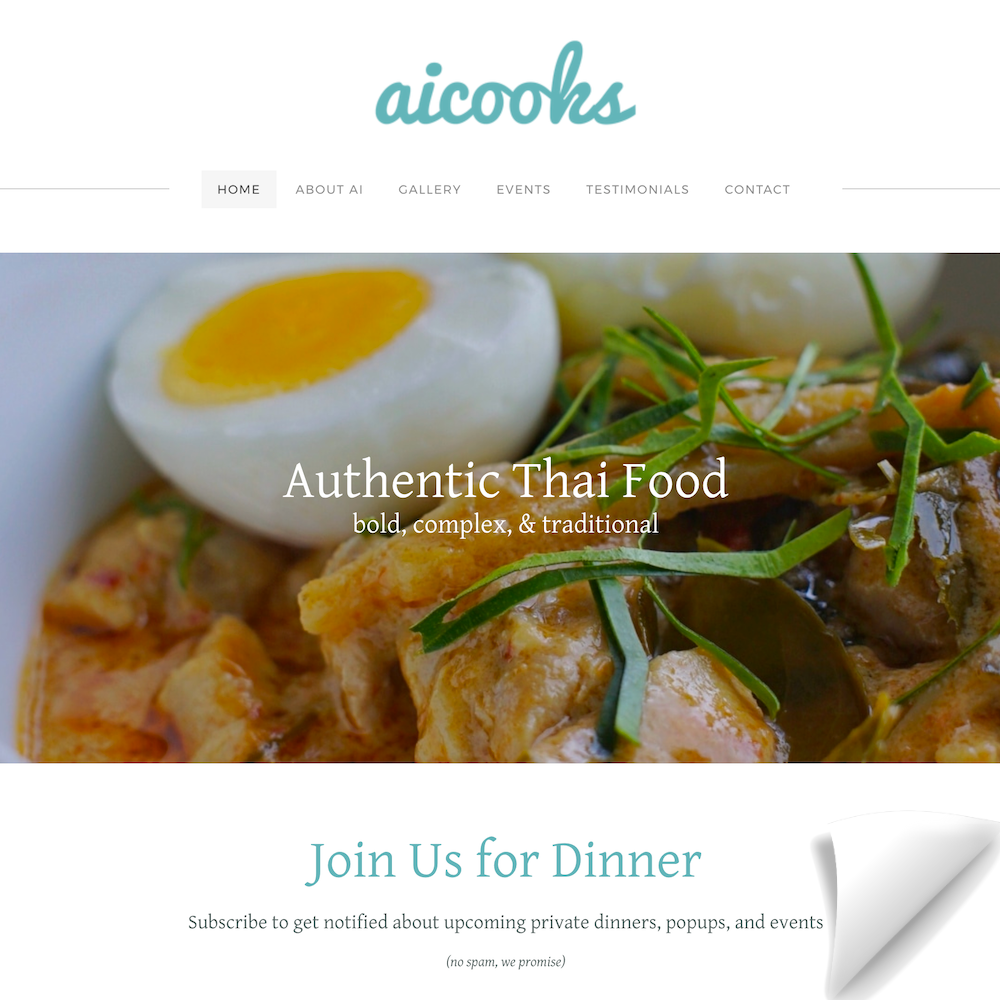 aicooks
HOME ABOUT AI GALLERY EVENTS TESTIMONIALS CONTACT
Authentic Thai Food
bold, complex, & traditional
Join Us for Dinner
Subscribe to get notified about upcoming private dinners, popups, and events
(no spam, we promise)